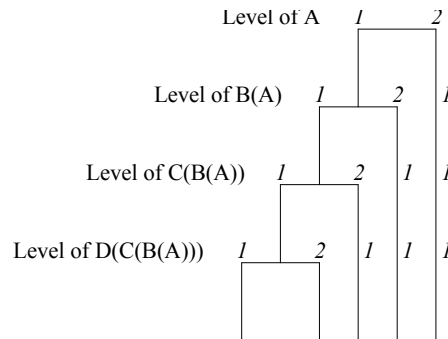 Level of A 1 2
Level of B(A) 1 2 1
Level of C(B(A)) 1 2 1 1
Level of D(C(B(A))) 1 2 1 1 1